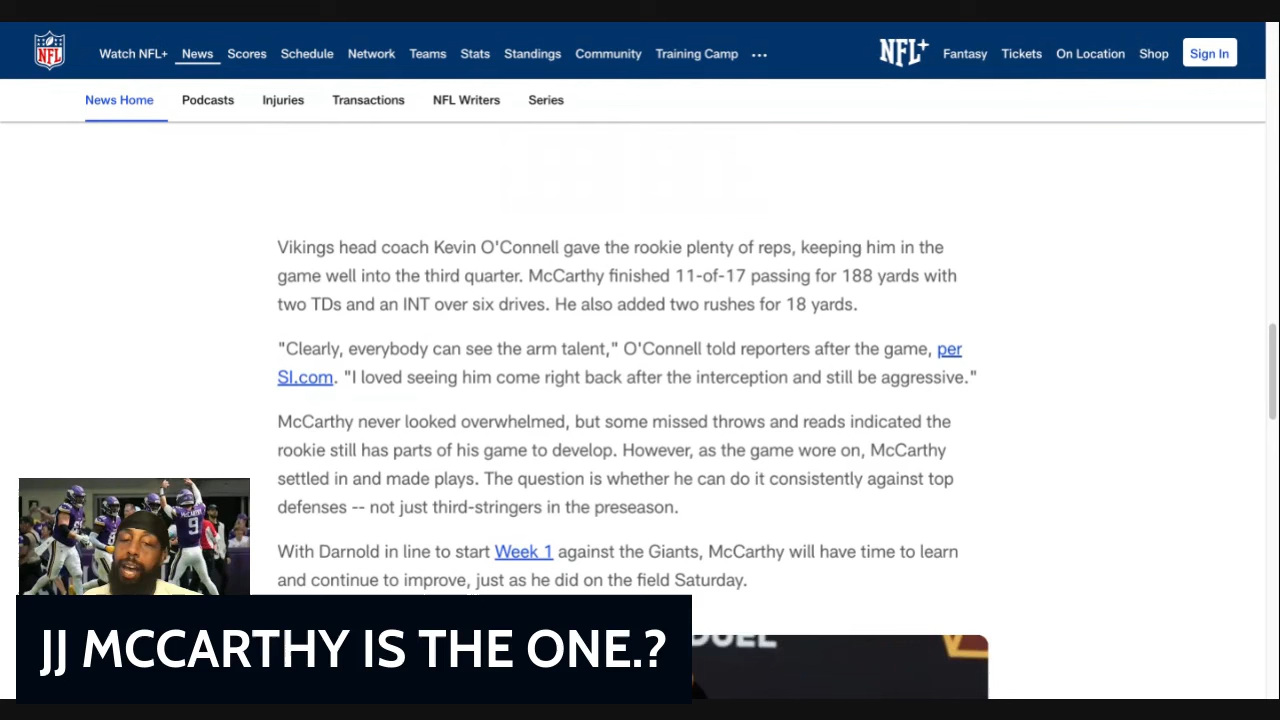 NFL
Watch NFL+ News Scores Schedule Network Teams Stats Standings Community Training Camp ••• NFL+ Fantasy Tickets On Location Shop Sign In
News Home Podcasts Injuries Transactions NFL Writers Series
Vikings head coach Kevin O'Connell gave the rookie plenty of reps, keeping him in the
game well into the third quarter. McCarthy finished 11-of-17 passing for 188 yards with
two TDs and an INT over six drives. He also added two rushes for 18 yards.
"Clearly, everybody can see the arm talent," O'Connell told reporters after the game, per
SI.com. "I loved seeing him come right back after the interception and still be aggressive."
McCarthy never looked overwhelmed, but some missed throws and reads indicated the
rookie still has parts of his game to develop. However, as the game wore on, McCarthy
settled in and made plays. The question is whether he can do it consistently against top
defenses -- not just third-stringers in the preseason.
With Darnold in line to start Week 1 against the Giants, McCarthy will have time to learn
and continue to improve, just as he did on the field Saturday.
McCARTHY
9
JJ MCCARTHY IS THE ONE.?